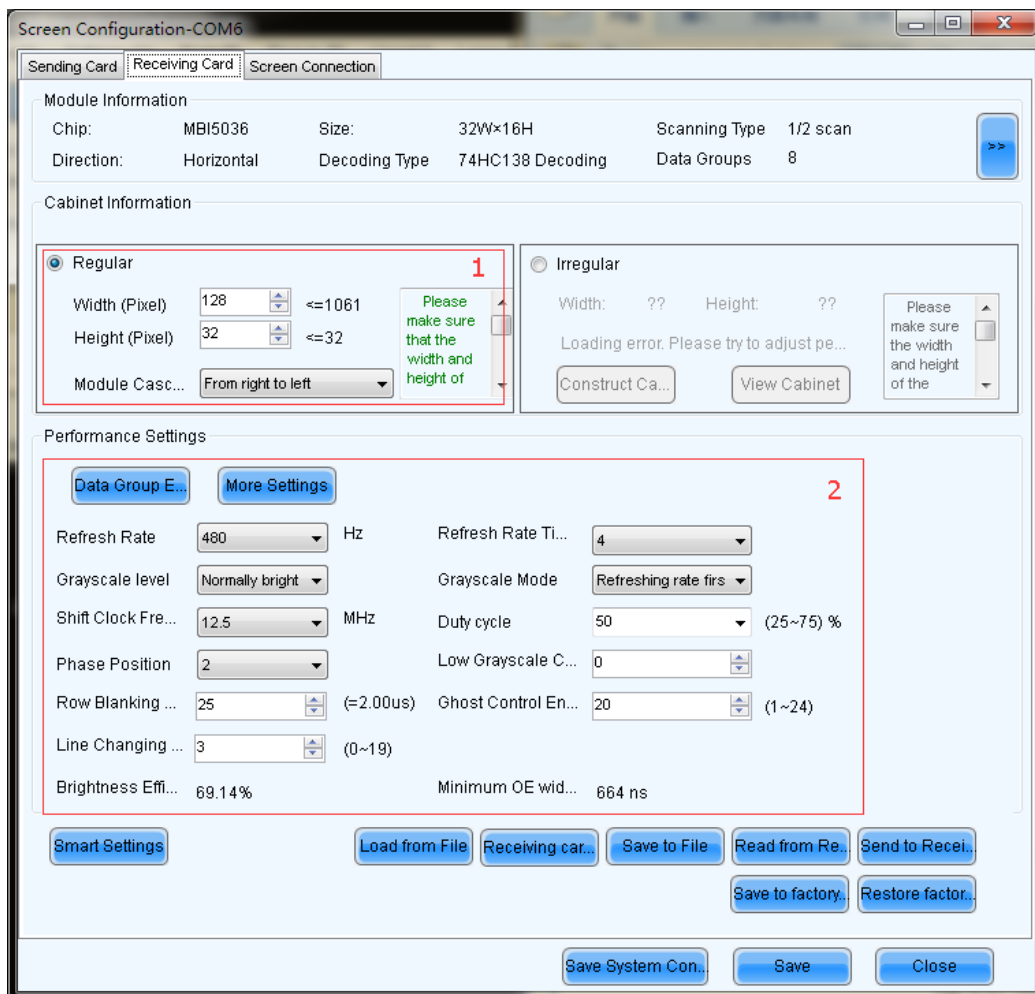 Screen Configuration-COM6
Sending Card Receiving Card Screen Connection
Module Information
Chip: MBI5036 Size: 32W×16H Scanning Type 1/2 scan
Direction: Horizontal Decoding Type 74HC138 Decoding Data Groups 8
>>
Cabinet Information
Regular 1
Width (Pixel) 128 <=1061
Height (Pixel) 32 <=32
Module Casc... From right to left
Please
make sure
that the
width and
height of
Irregular
Width: ?? Height: ??
Loading error. Please try to adjust pe...
Construct Ca... View Cabinet
Please
make sure
the width
and height
of the
Performance Settings
Data Group E... More Settings 2
Refresh Rate 480 Hz Refresh Rate Ti... 4
Grayscale level Normally bright Grayscale Mode Refreshing rate firs
Shift Clock Fre... 12.5 MHz Duty cycle 50 (25~75) %
Phase Position 2 Low Grayscale C... 0
Row Blanking ... 25 (=2.00us) Ghost Control En... 20 (1~24)
Line Changing ... 3 (0~19)
Brightness Effi... 69.14% Minimum OE wid... 664 ns
Smart Settings Load from File Receiving car... Save to File Read from Re... Send to Recei...
Save to factory... Restore factor...
Save System Con... Save Close